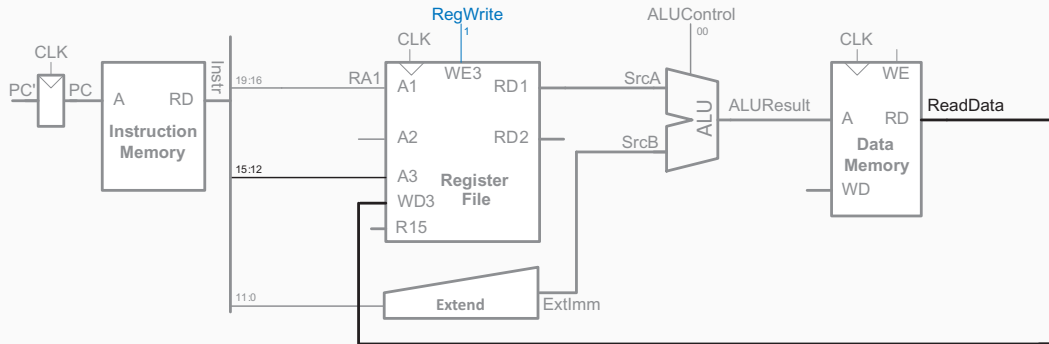 RegWrite
1
ALUControl
00
CLK
PC'
PC
A
RD
Instruction
Memory
Instr
19:16
RA1
CLK
A1
WE3
RD1
A2
RD2
15:12
A3
WD3
R15
Register
File
11:0
Extend
ExtImm
SrcA
SrcB
ALU
ALUResult
CLK
WE
A
RD
Data
Memory
WD
ReadData